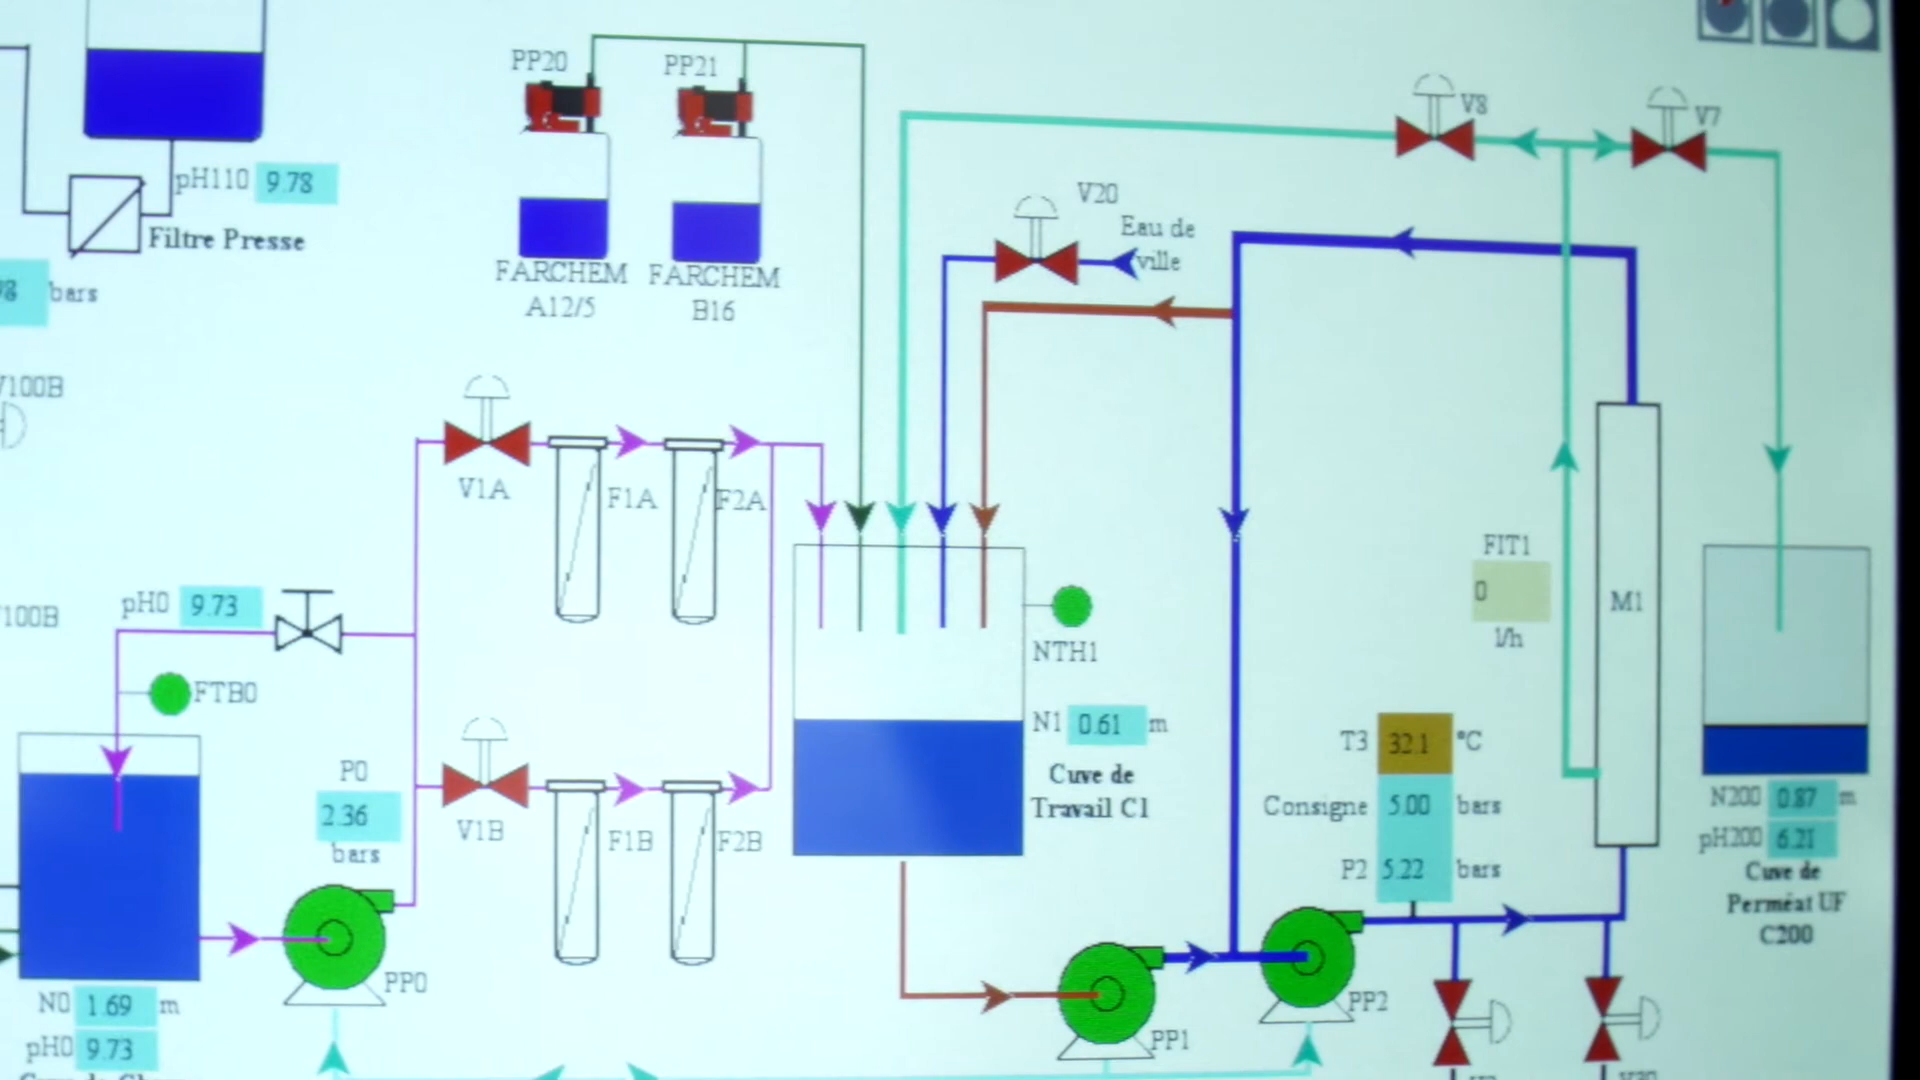 PP20
PP21
pH110 9.78
Filtre Presse
bars
FARCHEM
A12/5
FARCHEM
B16
V20
Eau de
ville
V8
V7
V100B
V1A
F1A
F2A
pH0 9.73
100B
FTB0
NTH1
N1 0.61 m
Cuve de
Travail C1
P0
2.36
bars
V1B
F1B
F2B
FIT1
0
l/h
M1
T3 32.1 °C
Consigne 5.00 bars
P2 5.22 bars
N200 0.87 m
pH200 6.21
Cuve de
Perméat UF
C200
PP0
PP1
PP2
N0 1.69 m
pH0 9.73